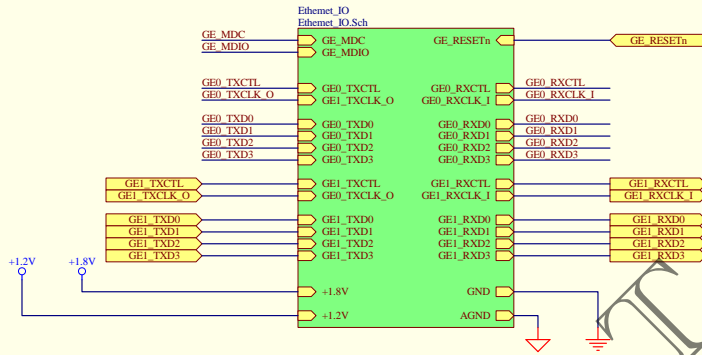 Ethernet_IO
Ethernet_IO.Sch
GE_MDC GE_MDC GE_RESETn GE_RESETn
GE_MDIO GE_MDIO
GE0_TXCTL GE0_TXCTL GE0_RXCTL GE0_RXCTL
GE0_TXCLK_O GE1_TXCLK_O GE0_RXCLK_I GE0_RXCLK_I
GE0_TXD0 GE0_TXD0 GE0_RXD0 GE0_RXD0
GE0_TXD1 GE0_TXD1 GE0_RXD1 GE0_RXD1
GE0_TXD2 GE0_TXD2 GE0_RXD2 GE0_RXD2
GE0_TXD3 GE0_TXD3 GE0_RXD3 GE0_RXD3
GE1_TXCTL GE1_TXCTL GE1_RXCTL GE1_RXCTL
GE1_TXCLK_O GE0_TXCLK_O GE1_RXCLK_I GE1_RXCLK_I
GE1_TXD0 GE1_TXD0 GE1_RXD0 GE1_RXD0
GE1_TXD1 GE1_TXD1 GE1_RXD1 GE1_RXD1
GE1_TXD2 GE1_TXD2 GE1_RXD2 GE1_RXD2
GE1_TXD3 GE1_TXD3 GE1_RXD3 GE1_RXD3
+1.2V +1.8V
+1.8V GND
+1.2V AGND